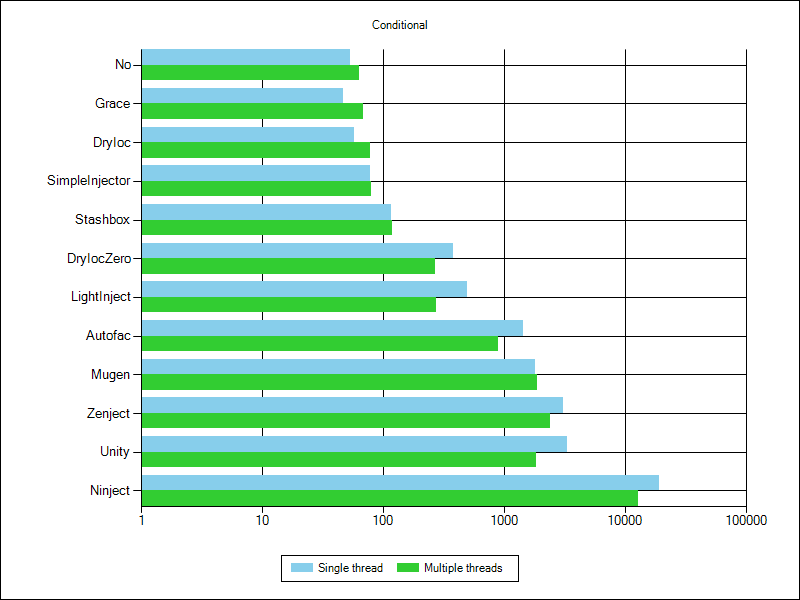 Conditional
No
Grace
DryIoc
SimpleInjector
Stashbox
DryIocZero
LightInject
Autofac
Mugen
Zenject
Unity
Ninject
1 10 100 1000 10000 100000
Single thread Multiple threads